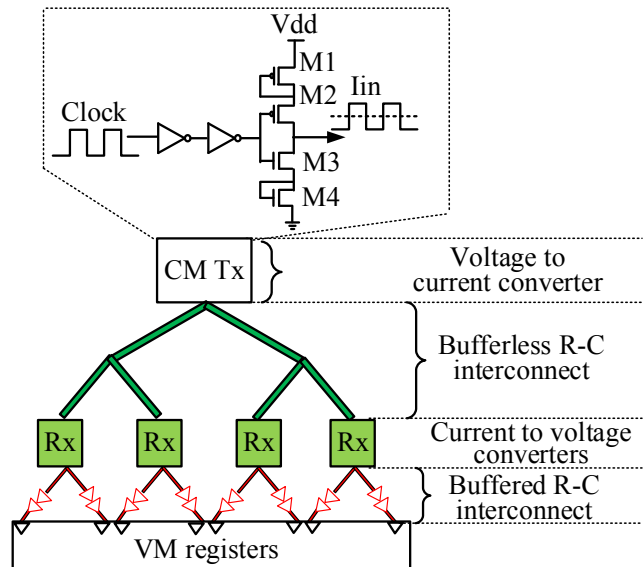 Vdd
M1
M2
Iin
Clock
M3
M4
CM Tx
Voltage to
current converter
Bufferless R-C
interconnect
Rx
Rx
Rx
Rx
Current to voltage
converters
Buffered R-C
interconnect
VM registers